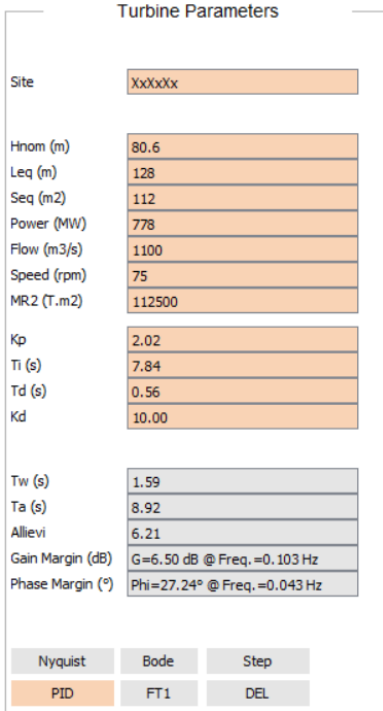 Turbine Parameters
Site XxXxXx
Hnom (m) 80.6
Leq (m) 128
Seq (m2) 112
Power (MW) 778
Flow (m3/s) 1100
Speed (rpm) 75
MR2 (T.m2) 112500
Kp 2.02
Ti (s) 7.84
Td (s) 0.56
Kd 10.00
Tw (s) 1.59
Ta (s) 8.92
Allievi 6.21
Gain Margin (dB) G=6.50 dB @ Freq.=0.103 Hz
Phase Margin (°) Phi=27.24° @ Freq.=0.043 Hz
Nyquist Bode Step
PID FT1 DEL